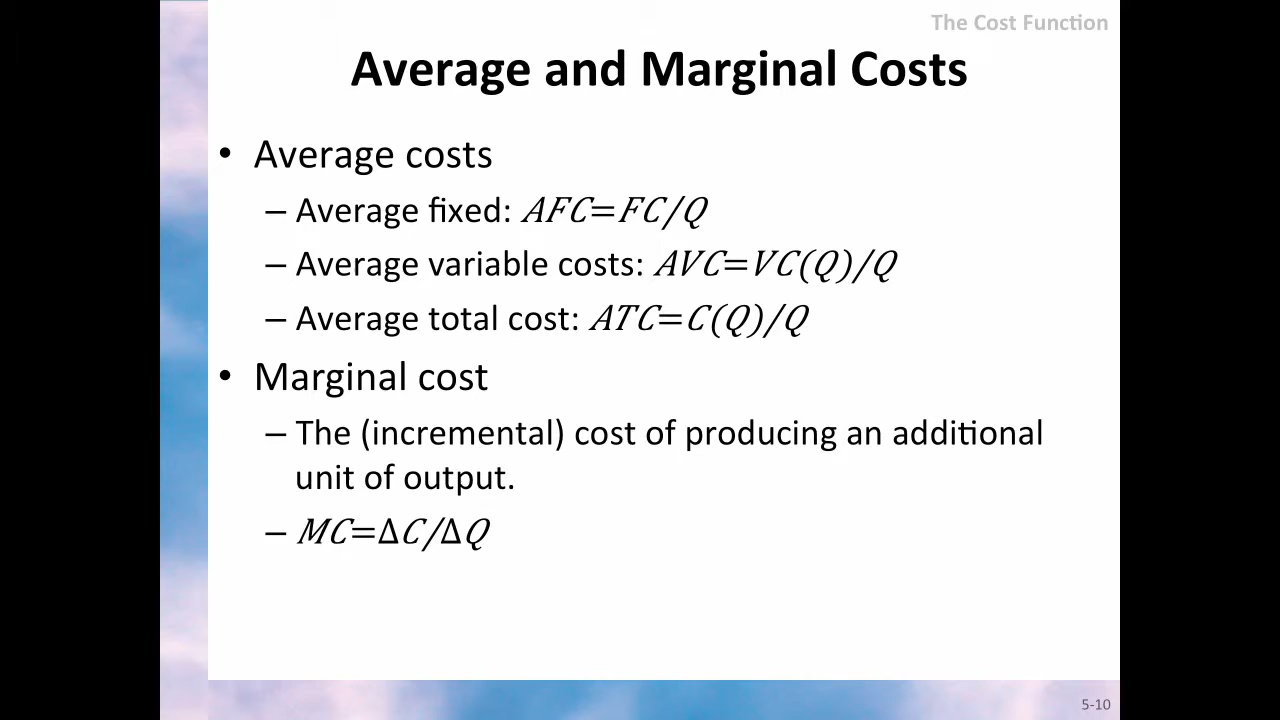 The Cost Function
Average and Marginal Costs
• Average costs
– Average fixed: AFC=FC/Q
– Average variable costs: AVC=VC(Q)/Q
– Average total cost: ATC=C(Q)/Q
• Marginal cost
– The (incremental) cost of producing an additional
unit of output.
– MC=ΔC/ΔQ
5-10